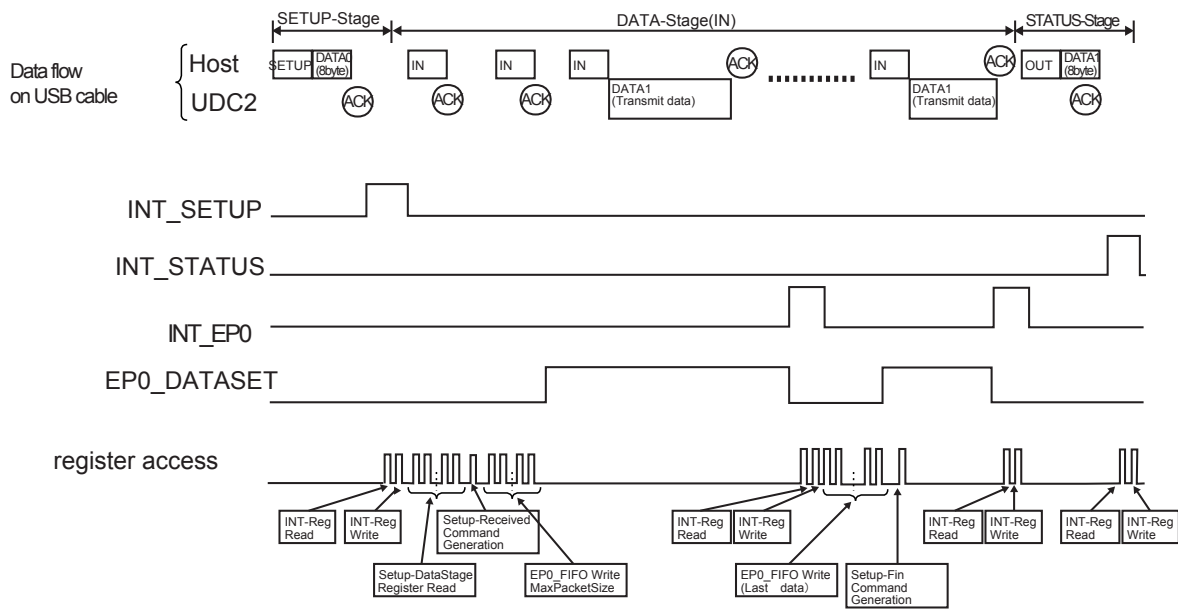 SETUP-Stage
DATA-Stage(IN)
STATUS-Stage
Data flow
on USB cable
Host
UDC2
SETUP
DATA0
(8byte)
ACK
IN
ACK
IN
ACK
IN
DATA1
(Transmit data)
ACK
IN
DATA1
(Transmit data)
ACK
OUT
DATA1
(8byte)
ACK
INT_SETUP
INT_STATUS
INT_EP0
EP0_DATASET
register access
INT-Reg
Read
INT-Reg
Write
Setup-DataStage
Register Read
Setup-Received
Command
Generation
EP0_FIFO Write
MaxPacketSize
INT-Reg
Read
INT-Reg
Write
EP0_FIFO Write
(Last data)
Setup-Fin
Command
Generation
INT-Reg
Read
INT-Reg
Write
INT-Reg
Read
INT-Reg
Write